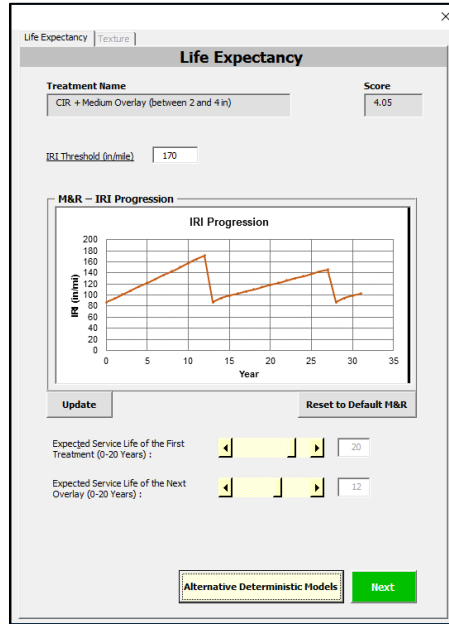 Life Expectancy
Texture
Life Expectancy
Treatment Name
Score
CIR + Medium Overlay (between 2 and 4 in)
4.05
IRI Threshold (in/mile)
170
M&R – IRI Progression
IRI Progression
IRI (in/mi)
200
180
160
140
120
100
80
60
40
20
0
0 5 10 15 20 25 30 35
Year
Update
Reset to Default M&R
Expected Service Life of the First
Treatment (0-20 Years) :
20
Expected Service Life of the Next
Overlay (0-20 Years) :
12
Alternative Deterministic Models
Next